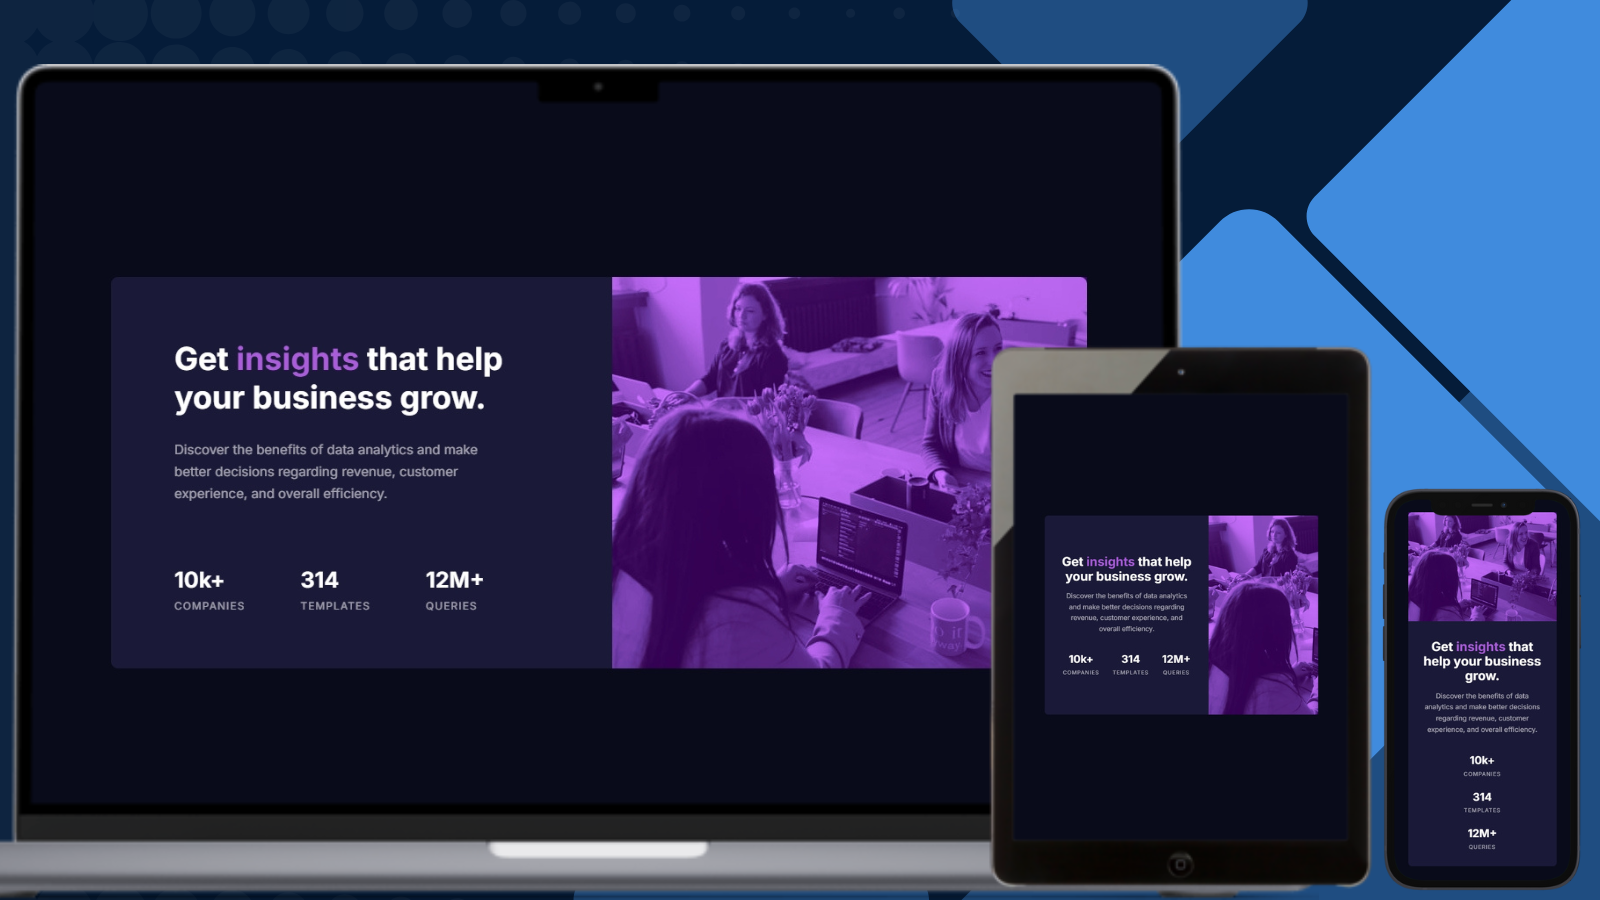 Get insights that help
your business grow.
Discover the benefits of data analytics and make
better decisions regarding revenue, customer
experience, and overall efficiency.
10k+ 314 12M+
COMPANIES TEMPLATES QUERIES
Get insights that help
your business grow.
Discover the benefits of data analytics
and make better decisions regarding
revenue, customer experience, and
overall efficiency.
10k+ 314 12M+
COMPANIES TEMPLATES QUERIES
Get insights that
help your business
grow.
Discover the benefits of data
analytics and make better decisions
regarding revenue, customer
experience, and overall efficiency.
10k+
COMPANIES
314
TEMPLATES
12M+
QUERIES